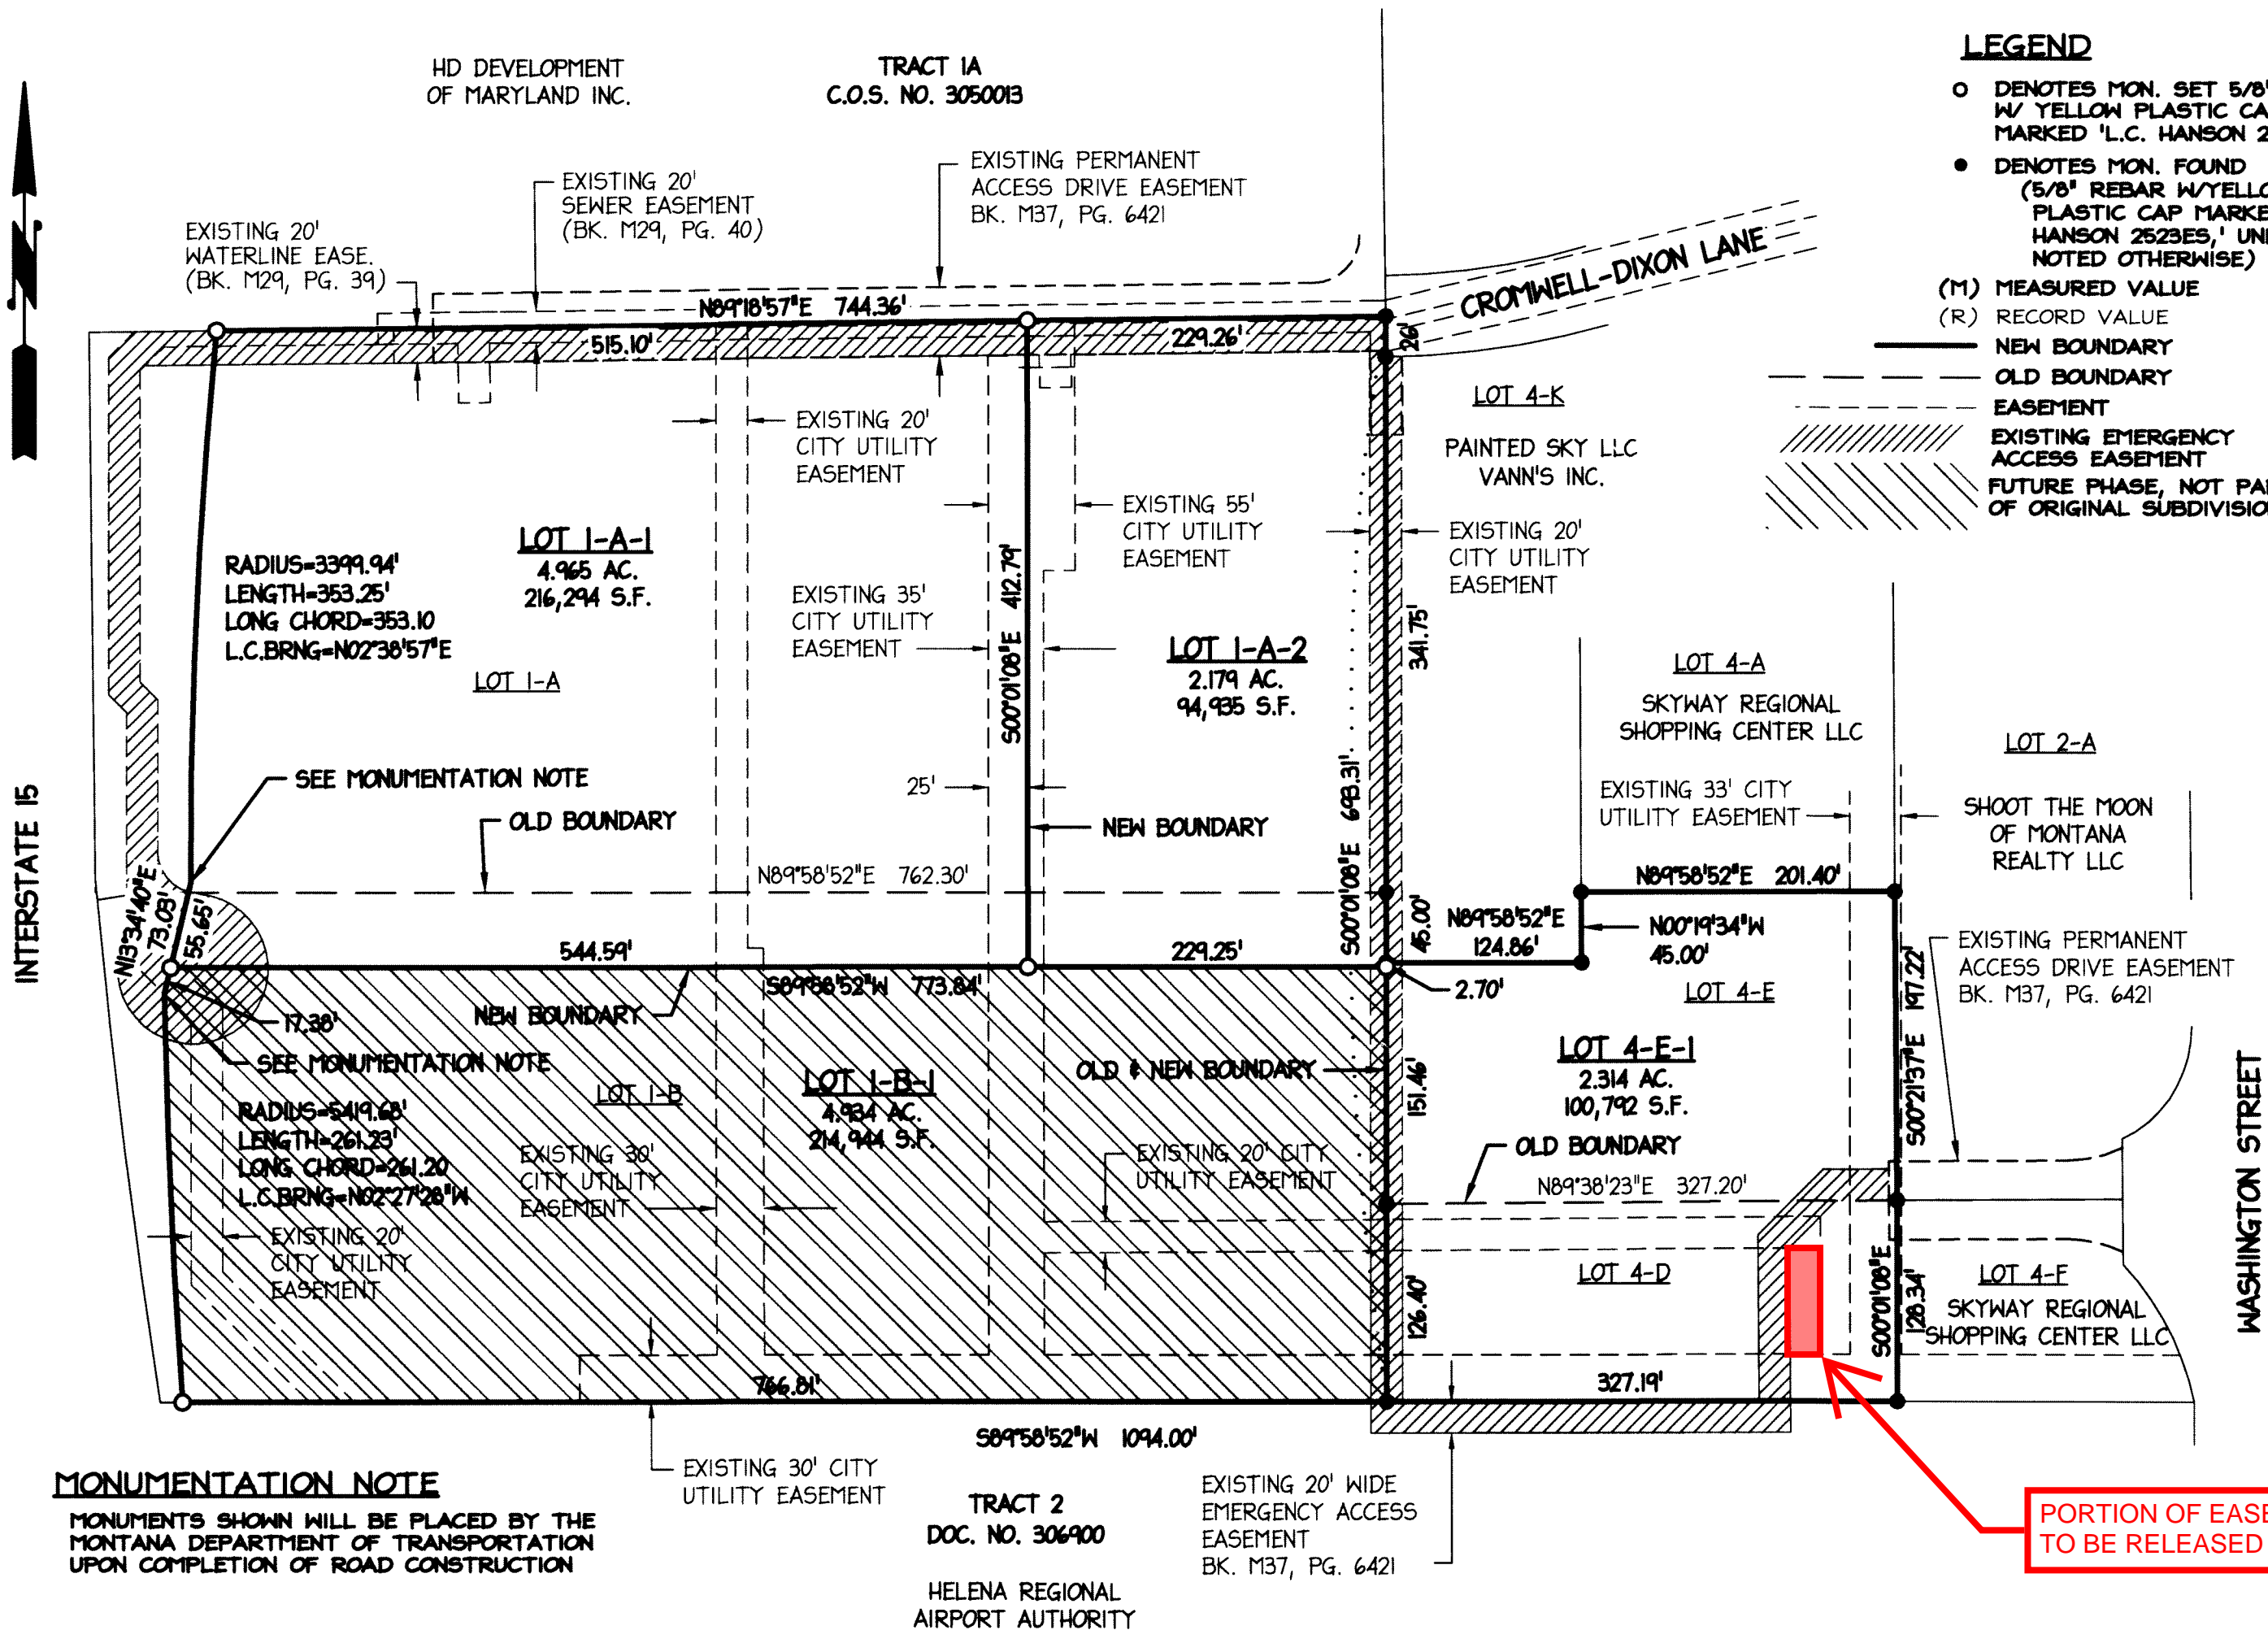 HD DEVELOPMENT
OF MARYLAND INC.
TRACT 1A
C.O.S. NO. 3050013
LEGEND
DENOTES MON. SET 5/8"
W/ YELLOW PLASTIC
MARKED 'L.C. HANSON
DENOTES MON. FOUND
(5/8" REBAR
PLASTIC CAP
HANSON 2523ES,'
NOTED OTHERWISE)
(M) MEASURED VALUE
(R) RECORD VALUE
NEW BOUNDARY
OLD BOUNDARY
EASEMENT
EXISTING EMERGENCY
ACCESS EASEMENT
FUTURE PHASE, NOT
OF ORIGINAL
EXISTING 20'
WATERLINE EASE.
(BK. M29, PG. 39)
EXISTING 20'
SEWER EASEMENT
(BK. M29, PG. 40)
EXISTING PERMANENT
ACCESS DRIVE EASEMENT
BK. M37, PG. 6421
CROMWELL-DIXON LANE
N89°18'57"E 744.36'
515.10'
229.26'
26'
N
LOT 4-K
PAINTED SKY LLC
VANN'S INC.
EXISTING 20'
CITY UTILITY
EASEMENT
EXISTING 55'
CITY UTILITY
EASEMENT
EXISTING 20'
CITY UTILITY
EASEMENT
LOT 1-A-1
4.965 AC.
216,294 S.F.
RADIUS=3399.94'
LENGTH=353.25'
LONG CHORD=353.10
L.C.BRNG=N02°38'57"E
LOT 1-A
EXISTING 35'
CITY UTILITY
EASEMENT
S00°01'08"E 412.79'
LOT 1-A-2
2.179 AC.
94,935 S.F.
341.75'
S00°01'08"E 693.31'
LOT 4-A
SKYWAY REGIONAL
SHOPPING CENTER LLC
LOT 2-A
SHOOT THE MOON
OF MONTANA
REALTY LLC
EXISTING 33' CITY
UTILITY EASEMENT
INTERSTATE 15
SEE MONUMENTATION NOTE
OLD BOUNDARY
25'
NEW BOUNDARY
N89°58'52"E 762.30'
N89°58'52"E 201.40'
N13°34'40"E
73.03'
55.65'
544.59'
229.25'
45.00'
N89°58'52"E
124.86'
N00°19'34"W
45.00'
2.70'
S89°58'52"W 773.84'
NEW BOUNDARY
17.38'
SEE MONUMENTATION NOTE
LOT 4-E
S00°21'37"E 197.22'
EXISTING PERMANENT
ACCESS DRIVE EASEMENT
BK. M37, PG. 6421
WASHINGTON STREET
RADIUS=5419.68'
LENGTH=261.23'
LONG CHORD=261.20
L.C.BRNG=N02°27'28"W
LOT 1-B
LOT 1-B-1
4.934 AC.
214,944 S.F.
OLD & NEW BOUNDARY
151.46'
LOT 4-E-1
2.314 AC.
100,792 S.F.
OLD BOUNDARY
N89°38'23"E 327.20'
EXISTING 30'
CITY UTILITY
EASEMENT
EXISTING 20' CITY
UTILITY EASEMENT
EXISTING 20'
CITY UTILITY
EASEMENT
126.40'
LOT 4-D
S00°01'08"E
128.34'
LOT 4-F
SKYWAY REGIONAL
SHOPPING CENTER LLC
766.81'
327.19'
S89°58'52"W 1094.00'
MONUMENTATION NOTE
MONUMENTS SHOWN WILL BE PLACED BY THE
MONTANA DEPARTMENT OF TRANSPORTATION
UPON COMPLETION OF ROAD CONSTRUCTION
EXISTING 30' CITY
UTILITY EASEMENT
TRACT 2
DOC. NO. 306900
HELENA REGIONAL
AIRPORT AUTHORITY
EXISTING 20' WIDE
EMERGENCY ACCESS
EASEMENT
BK. M37, PG. 6421
PORTION OF
TO BE RELEASED